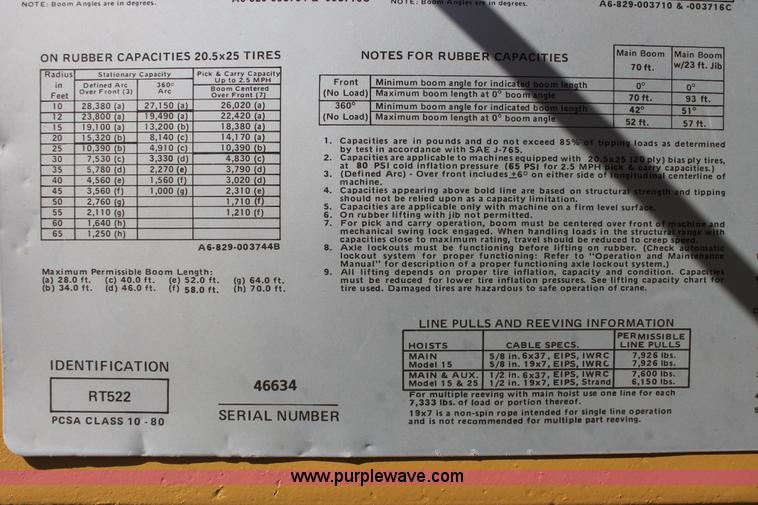 NOTE: Boom Angles are in degrees.
NOTE: Boom Angles are in degrees.
A6-829-003710 & -003716C
ON RUBBER CAPACITIES 20.5x25 TIRES
Radius in Feet | Stationary Capacity | Pick & Carry Capacity Up to 2.5 MPH
Defined Arc Over Front (3) | 360° Arc | Boom Centered Over Front (7)
10 28,380 (a) 27,150 (a) 26,020 (a)
12 23,800 (a) 19,490 (a) 22,420 (a)
15 19,100 (a) 13,200 (b) 18,380 (a)
20 15,320 (b) 8,140 (c) 14,170 (a)
25 10,390 (b) 4,910 (c) 10,390 (b)
30 7,530 (c) 3,330 (d) 4,830 (c)
35 5,780 (d) 2,270 (e) 3,790 (d)
40 4,560 (e) 1,560 (f) 3,020 (d)
45 3,560 (f) 1,000 (g) 2,310 (e)
50 2,760 (g) 1,710 (f)
55 2,110 (g) 1,210 (f)
60 1,640 (h)
65 1,250 (h)
A6-829-003744B
Maximum Permissible Boom Length:
(a) 28.0 ft. (c) 40.0 ft. (e) 52.0 ft. (g) 64.0 ft.
(b) 34.0 ft. (d) 46.0 ft. (f) 58.0 ft. (h) 70.0 ft.
NOTES FOR RUBBER CAPACITIES
Main Boom 70 ft. | Main Boom w/23 ft. Jib
Front (No Load) | Minimum boom angle for indicated boom length | 0° | 0°
Maximum boom length at 0° boom angle | 70 ft. | 93 ft.
360° (No Load) | Minimum boom angle for indicated boom length | 42° | 51°
Maximum boom length at 0° boom angle | 52 ft. | 57 ft.
1. Capacities are in pounds and do not exceed 85% of tipping loads as determined
by test in accordance with SAE J-765.
2. Capacities are applicable to machines equipped with 20.5x25 (20 ply) bias ply tires,
at 80 PSI cold inflation pressure (65 PSI for 2.5 MPH pick & carry capacities.)
3. (Defined Arc) - Over front includes ±6° on either side of longitudinal centerline of
machine.
4. Capacities appearing above bold line are based on structural strength and tipping
should not be relied upon as a capacity limitation.
5. Capacities are applicable only with machine on a firm level surface.
6. On rubber lifting with jib not permitted.
7. For pick and carry operation, boom must be centered over front of machine and
mechanical swing lock engaged. When handling loads in the structural range with
capacities close to maximum rating, travel should be reduced to creep speed.
8. Axle lockouts must be functioning before lifting on rubber. (Check automatic
lockout system for proper functioning: Refer to "Operation and Maintenance
Manual" for description of a proper functioning axle lockout system.)
9. All lifting depends on proper tire inflation, capacity and condition. Capacities
must be reduced for lower tire inflation pressures. See lifting capacity chart for
tire used. Damaged tires are hazardous to safe operation of crane.
LINE PULLS AND REEVING INFORMATION
HOISTS | CABLE SPECS. | PERMISSIBLE LINE PULLS
MAIN 5/8 in. 6x37, EIPS, IWRC 7,926 lbs.
Model 15 5/8 in. 19x7, EIPS, IWRC 7,926 lbs.
MAIN & AUX. 1/2 in. 6x37, EIPS, IWRC 7,600 lbs.
Model 15 & 25 1/2 in. 19x7, EIPS, Strand 6,150 lbs.
For multiple reeving with main hoist use one line for each
7,333 lbs. of load or portion thereof.
19x7 is a non-spin rope intended for single line operation
and is not recommended for multiple part reeving.
IDENTIFICATION
RT522
PCSA CLASS 10 - 80
46634
SERIAL NUMBER
www.purplewave.com